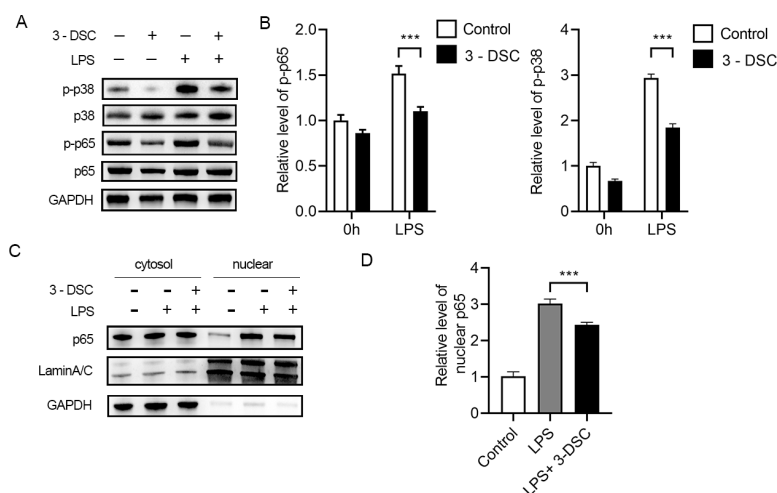 A
3 - DSC − + − +
LPS − − + +
p-p38
p38
p-p65
p65
GAPDH
B
Relative level of p-p65
2.0
1.5
1.0
0.5
0.0
0h LPS
***
Control
3 - DSC
Relative level of p-p38
4
3
2
1
0
0h LPS
***
Control
3 - DSC
C
cytosol nuclear
3 - DSC - - + - - +
LPS - + + - + +
p65
LaminA/C
GAPDH
D
Relative level of
nuclear p65
4
3
2
1
0
***
Control
LPS
LPS+ 3-DSC